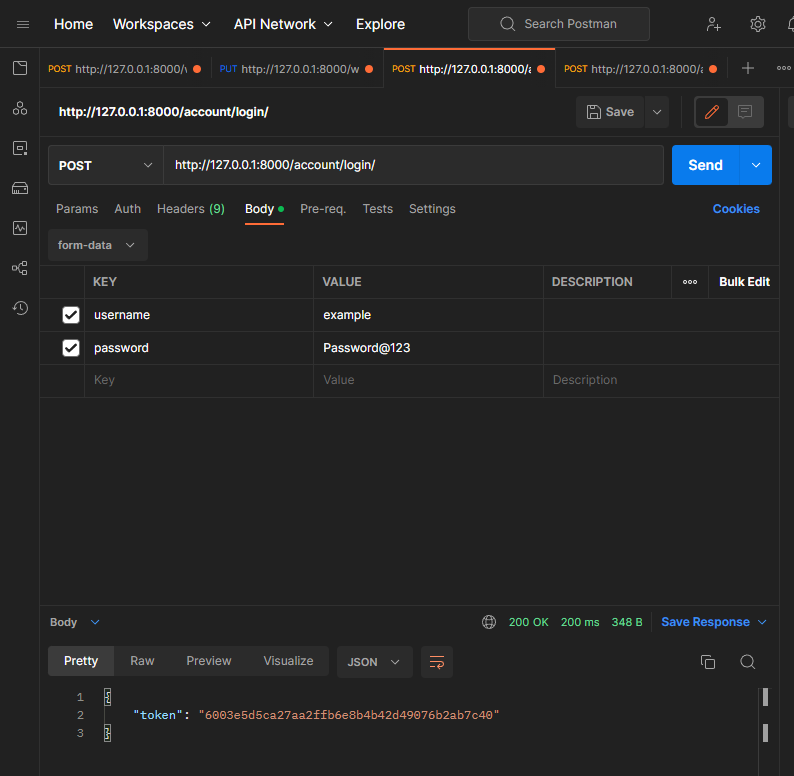 Home Workspaces API Network Explore Search Postman
POST http://127.0.0.1:8000/ PUT http://127.0.0.1:8000/w POST http://127.0.0.1:8000/a POST http://127.0.0.1:8000/a
http://127.0.0.1:8000/account/login/ Save
POST http://127.0.0.1:8000/account/login/ Send
Params Auth Headers (9) Body Pre-req. Tests Settings Cookies
form-data
KEY VALUE DESCRIPTION Bulk Edit
username example
password Password@123
Key Value Description
Body 200 OK 200 ms 348 B Save Response
Pretty Raw Preview Visualize JSON
1 {
2 "token": "6003e5d5ca27aa2ffb6e8b4b42d49076b2ab7c40"
3 }